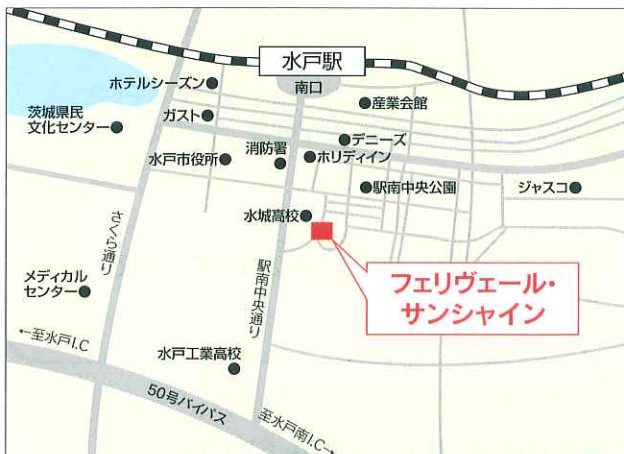 水戸駅
南口
ホテルシーズン
産業会館
茨城県民
文化センター
ガスト
デニーズ
消防署
ホリディイン
水戸市役所
駅南中央公園
ジャスコ
水城高校
さくら通り
駅南中央通り
メディカル
センター
フェリヴェール・
サンシャイン
←至水戸I.C
水戸工業高校
50号バイパス
至水戸南I.C→